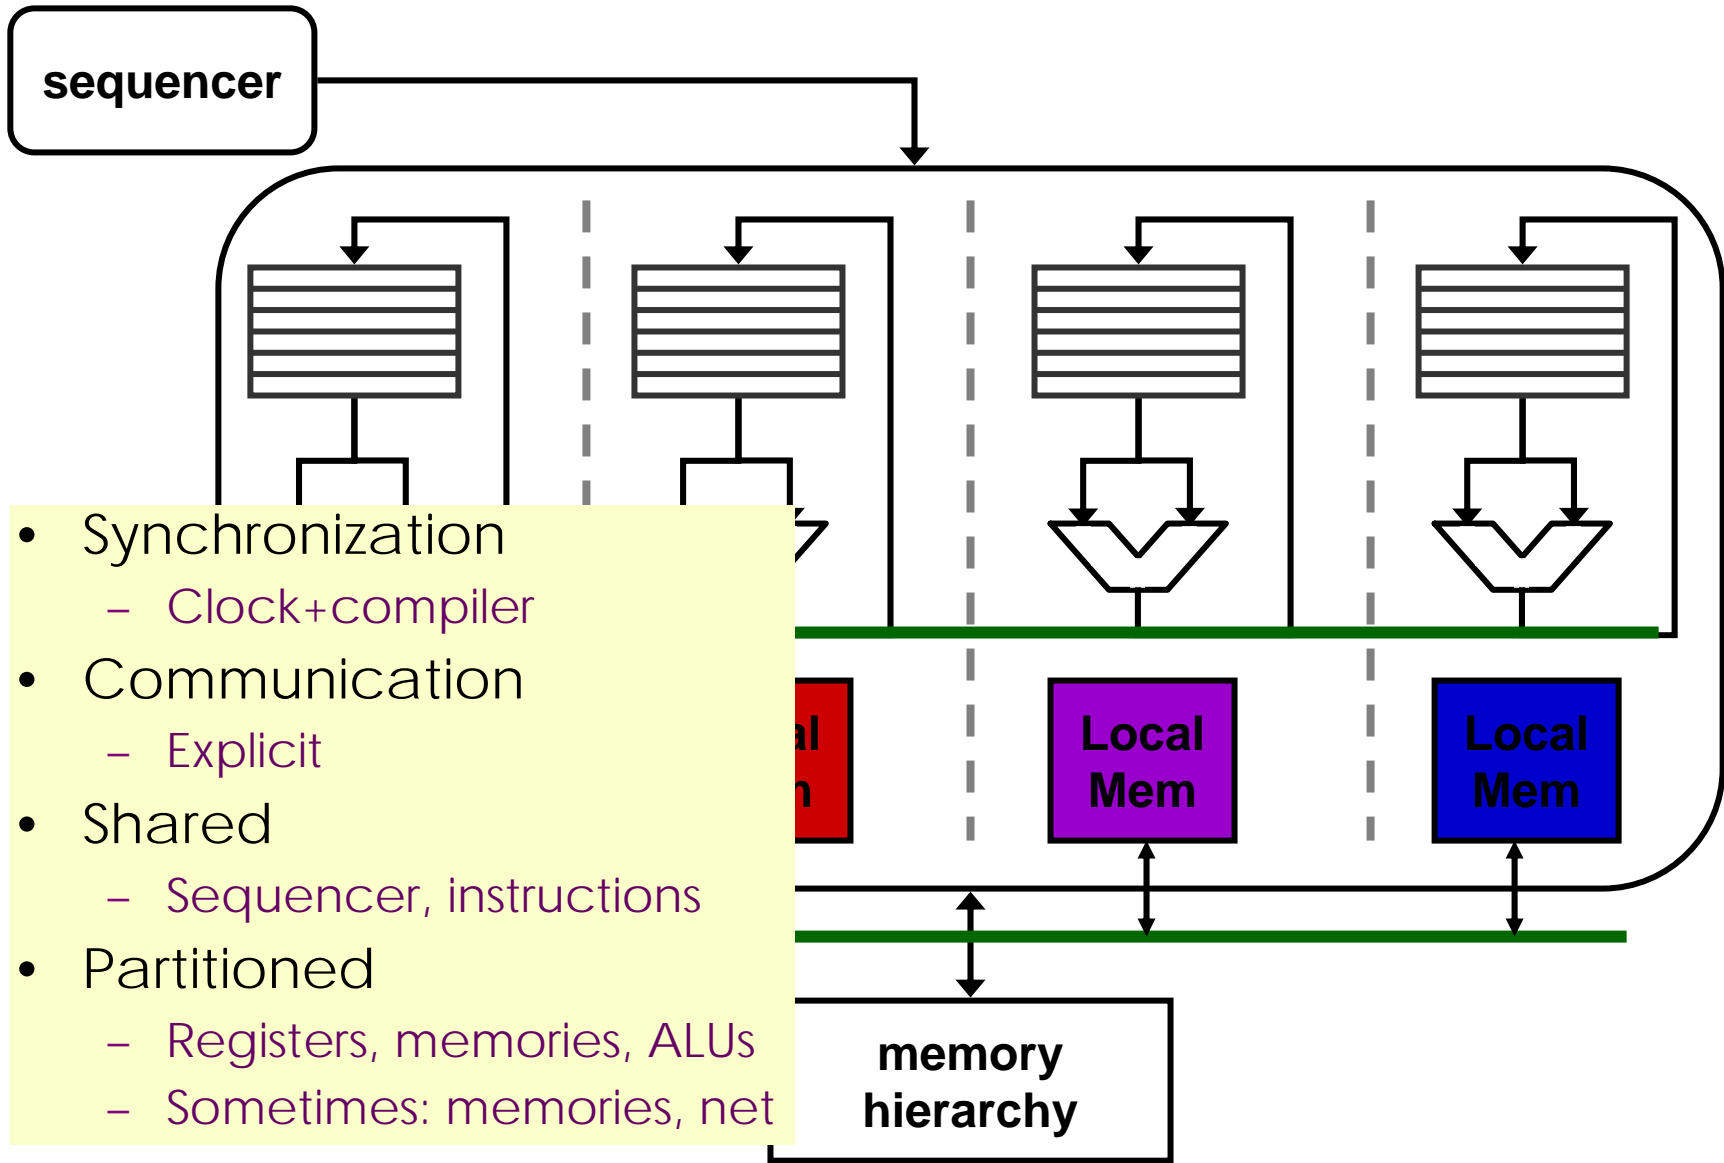 sequencer
• Synchronization
– Clock+compiler
• Communication
– Explicit
• Shared
– Sequencer, instructions
• Partitioned
– Registers, memories, ALUs
– Sometimes: memories, net
Local
Mem
Local
Mem
memory
hierarchy